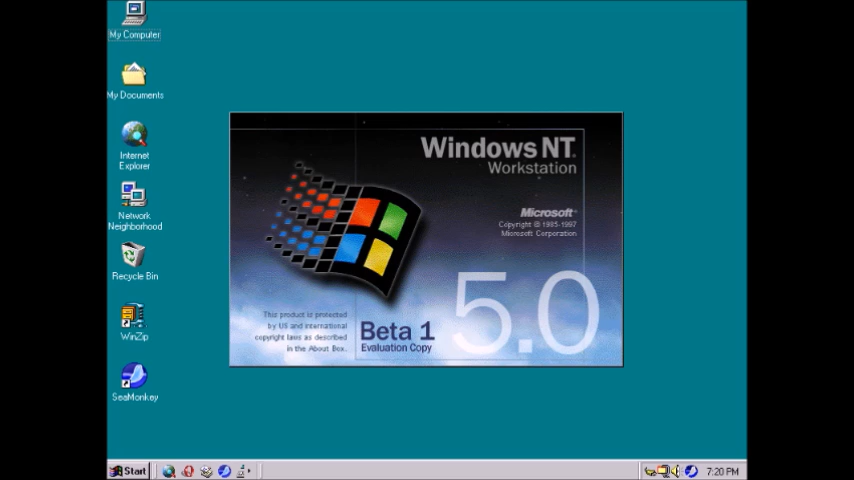 My Computer
My Documents
Internet
Explorer
Network
Neighborhood
Recycle Bin
WinZip
SeaMonkey
Windows NT
Workstation
Microsoft
Copyright © 1985-1997
Microsoft Corporation
5.0
This product is protected
by US and international
copyright laws as described
in the About Box.
Beta 1
Evaluation Copy
Start
7:20 PM